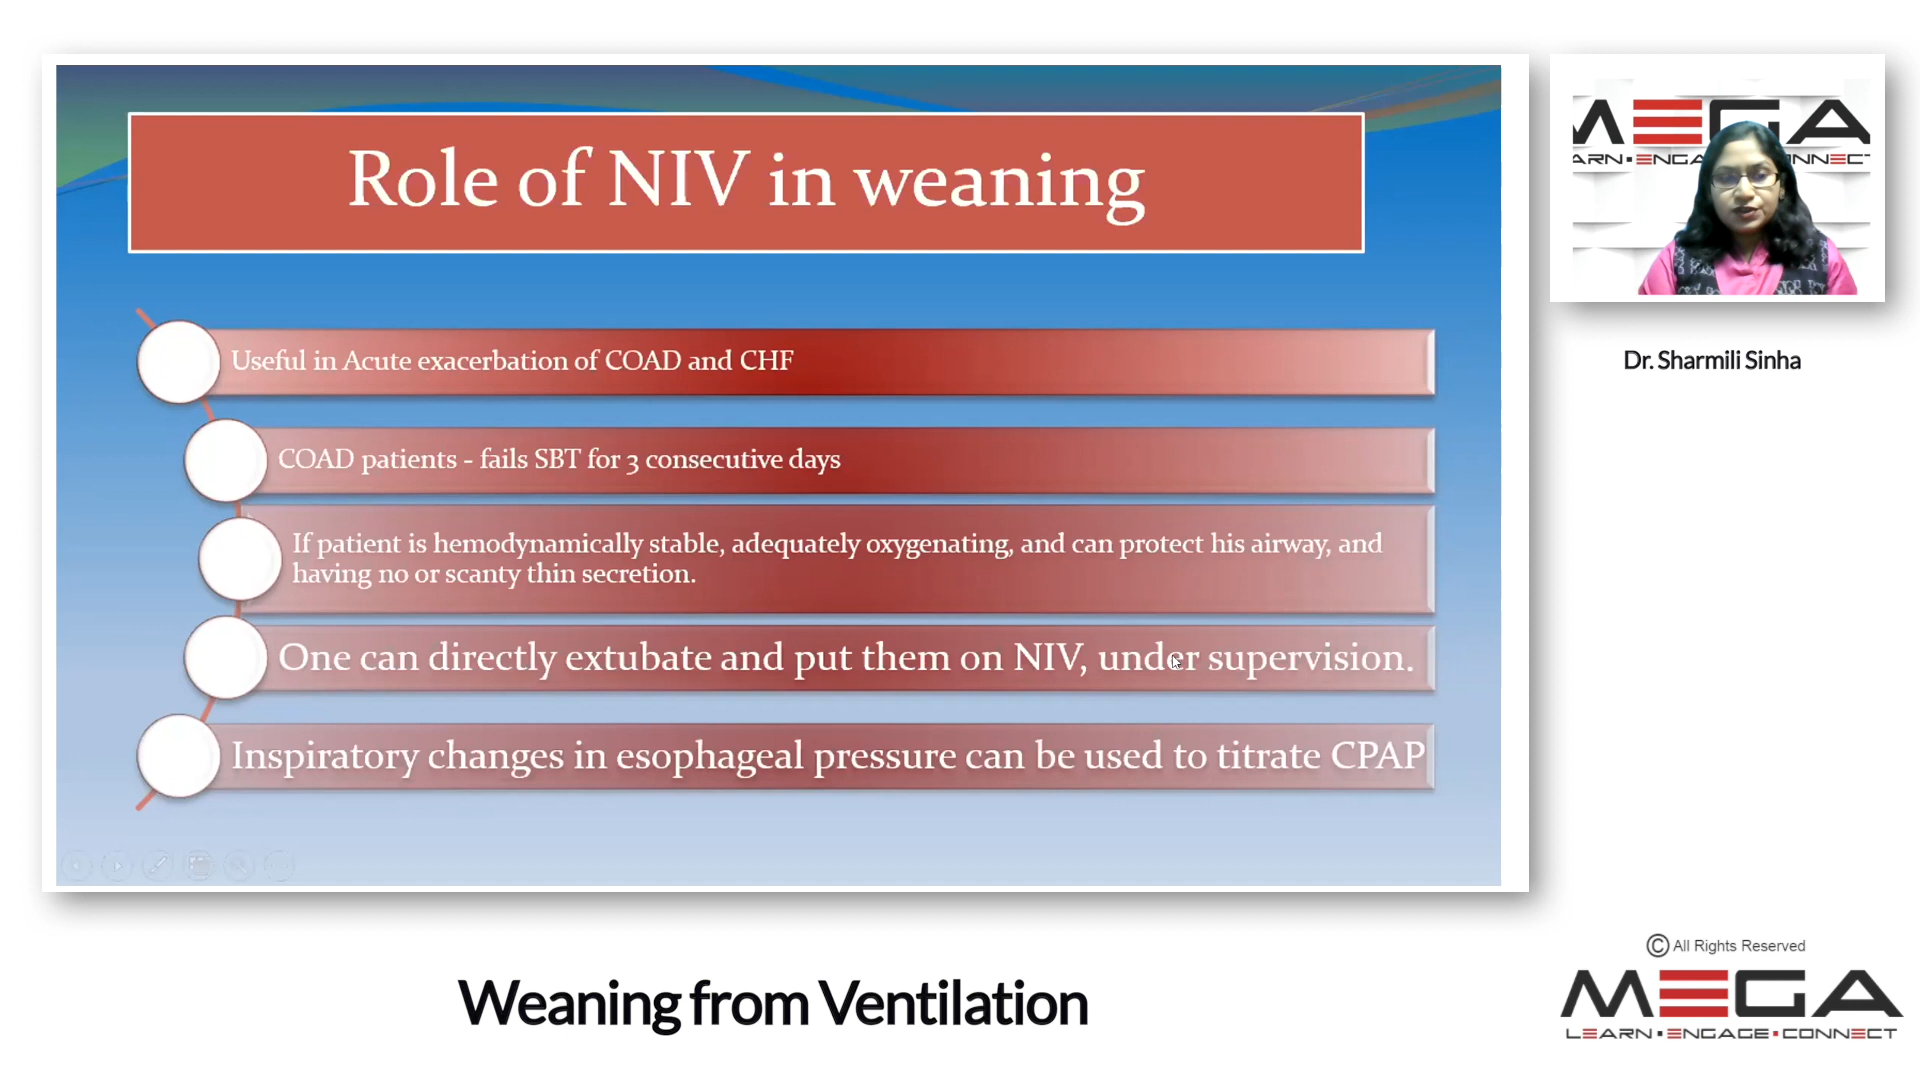 Role of NIV in weaning
Useful in Acute exacerbation of COAD and CHF
COAD patients - fails SBT for 3 consecutive days
If patient is hemodynamically stable, adequately oxygenating, and can protect his airway, and
having no or scanty thin secretion.
One can directly extubate and put them on NIV, under supervision.
Inspiratory changes in esophageal pressure can be used to titrate CPAP
MEGA
Dr. Sharmili Sinha
Weaning from Ventilation
© All Rights Reserved
MEGA
LEARN▪ENGAGE▪CONNECT